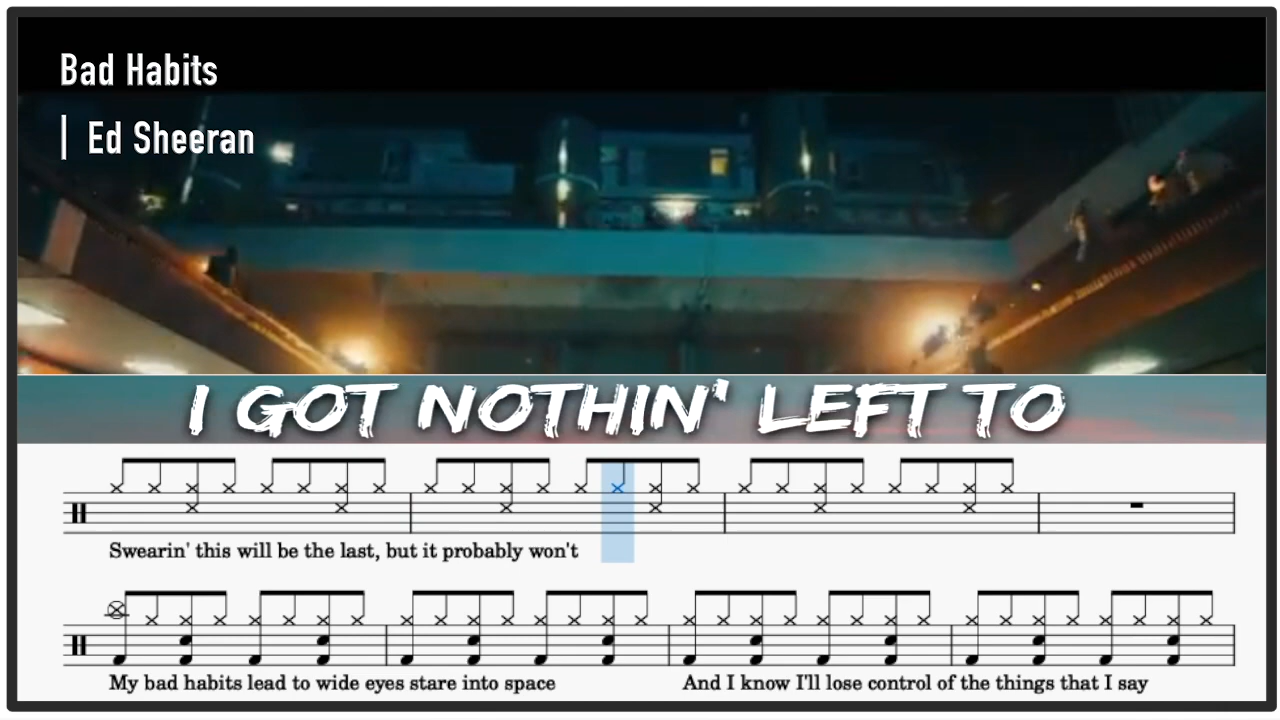 Bad Habits
| Ed Sheeran
I GOT NOTHIN' LEFT TO
Swearin' this will be the last, but it probably won't
My bad habits lead to wide eyes stare into space And I know I'll lose control of the things that I say